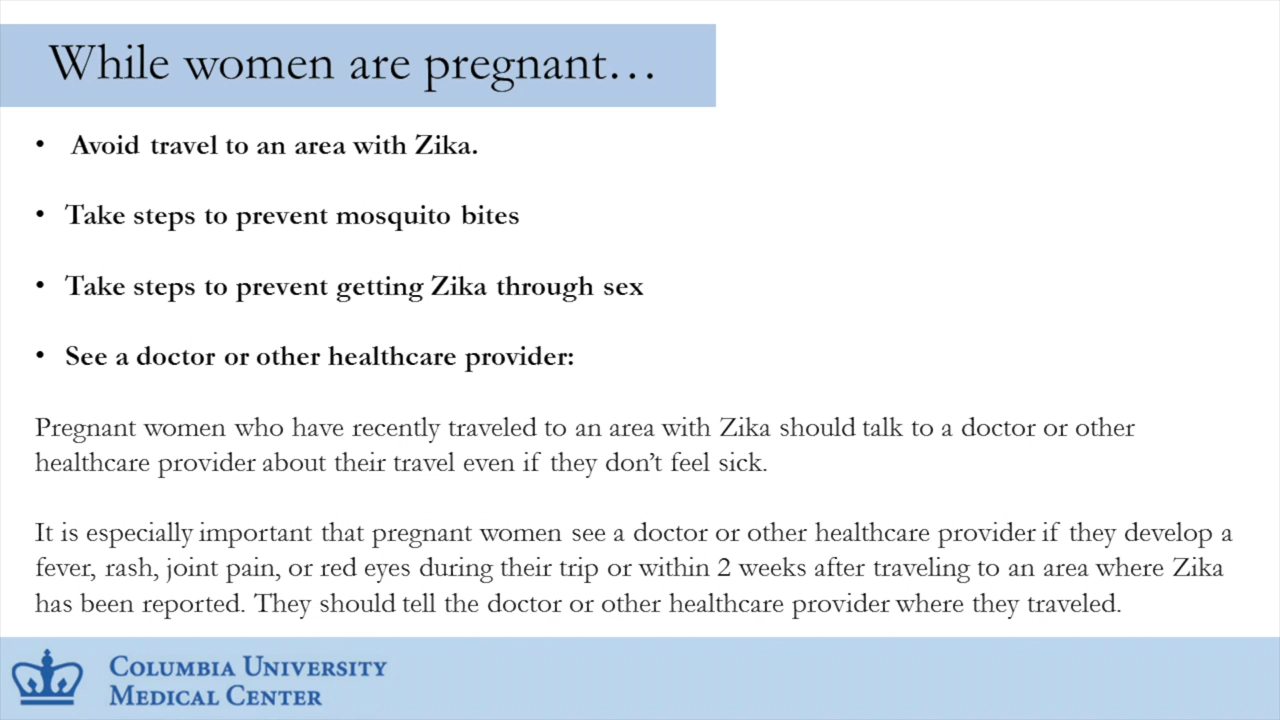 While women are pregnant…
• Avoid travel to an area with Zika.
• Take steps to prevent mosquito bites
• Take steps to prevent getting Zika through sex
• See a doctor or other healthcare provider:
Pregnant women who have recently traveled to an area with Zika should talk to a doctor or other
healthcare provider about their travel even if they don’t feel sick.
It is especially important that pregnant women see a doctor or other healthcare provider if they develop a
fever, rash, joint pain, or red eyes during their trip or within 2 weeks after traveling to an area where Zika
has been reported. They should tell the doctor or other healthcare provider where they traveled.
COLUMBIA UNIVERSITY
MEDICAL CENTER